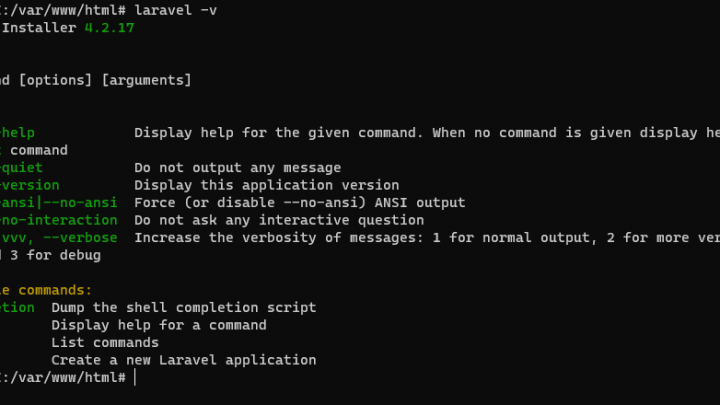 :/var/www/html# laravel -v
Installer 4.2.17
d [options] [arguments]
help Display help for the given command. When no command is given display he
command
quiet Do not output any message
version Display this application version
ansi|--no-ansi Force (or disable --no-ansi) ANSI output
no-interaction Do not ask any interactive question
vvv, --verbose Increase the verbosity of messages: 1 for normal output, 2 for more ver
3 for debug
e commands:
etion Dump the shell completion script
Display help for a command
List commands
Create a new Laravel application
:/var/www/html#